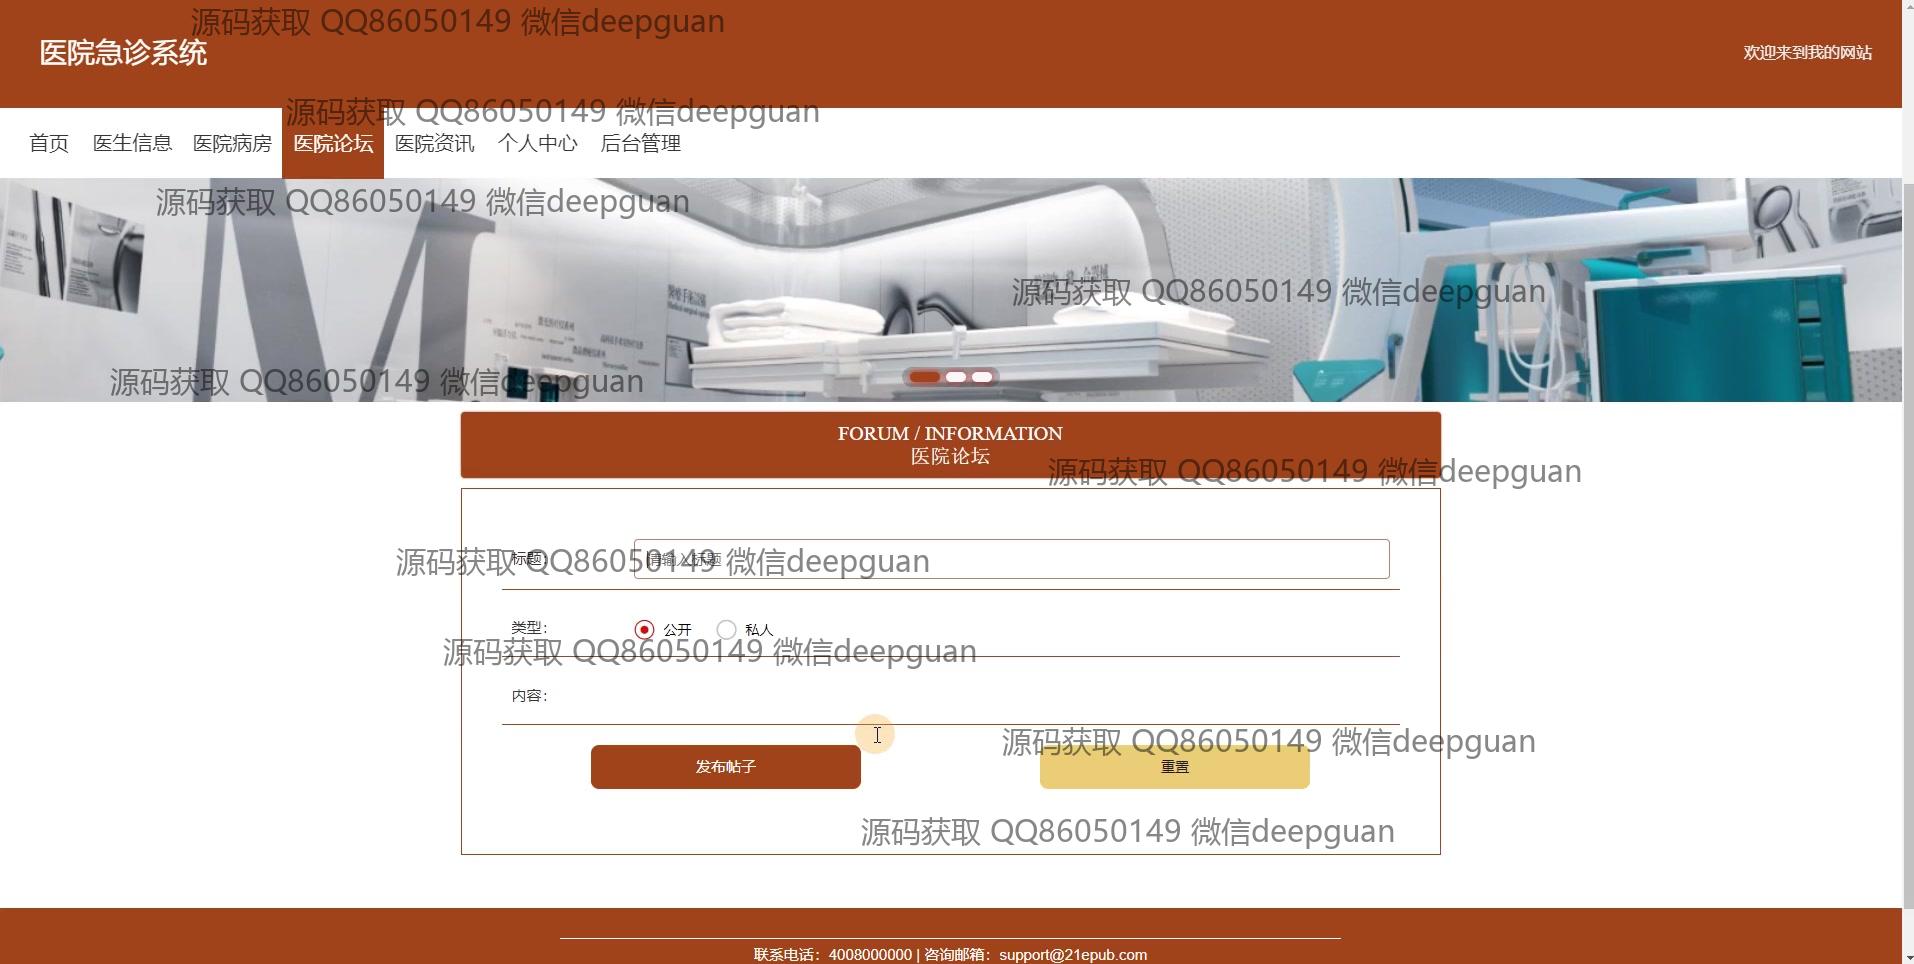 源码获取 QQ86050149 微信deepguan
医院急诊系统
欢迎来到我的网站
源码获取 QQ86050149 微信deepguan
首页 医生信息 医院病房 医院论坛 医院资讯 个人中心 后台管理
源码获取 QQ86050149 微信deepguan
源码获取 QQ86050149 微信deepguan
源码获取 QQ86050149 微信deepguan
FORUM / INFORMATION
医院论坛
源码获取 QQ86050149 微信deepguan
标题：
请输入标题
源码获取 QQ86050149 微信deepguan
类型：
公开 私人
源码获取 QQ86050149 微信deepguan
内容：
源码获取 QQ86050149 微信deepguan
发布帖子
重置
源码获取 QQ86050149 微信deepguan
联系电话：4008000000 | 咨询邮箱：support@21epub.com